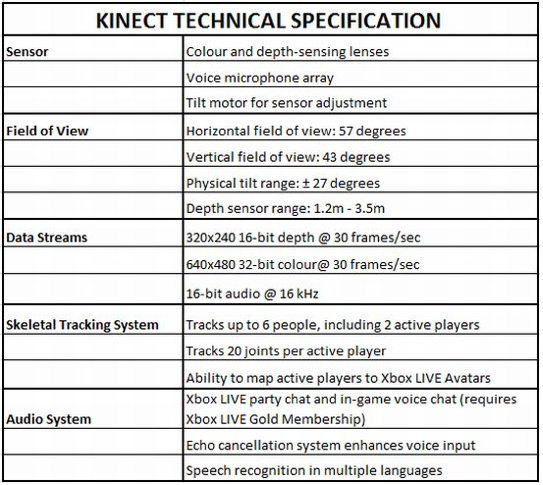 KINECT TECHNICAL SPECIFICATION
Sensor
Colour and depth-sensing lenses
Voice microphone array
Tilt motor for sensor adjustment
Field of View
Horizontal field of view: 57 degrees
Vertical field of view: 43 degrees
Physical tilt range: ± 27 degrees
Depth sensor range: 1.2m - 3.5m
Data Streams
320x240 16-bit depth @ 30 frames/sec
640x480 32-bit colour@ 30 frames/sec
16-bit audio @ 16 kHz
Skeletal Tracking System
Tracks up to 6 people, including 2 active players
Tracks 20 joints per active player
Ability to map active players to Xbox LIVE Avatars
Audio System
Xbox LIVE party chat and in-game voice chat (requires
Xbox LIVE Gold Membership)
Echo cancellation system enhances voice input
Speech recognition in multiple languages